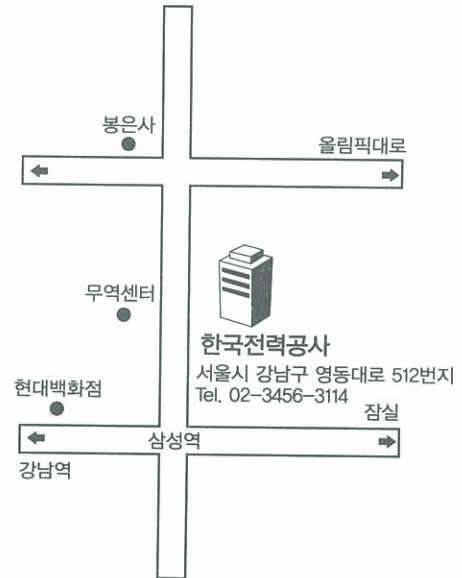 봉은사
올림픽대로
무역센터
한국전력공사
서울시 강남구 영동대로 512번지
Tel. 02-3456-3114
현대백화점
잠실
삼성역
강남역